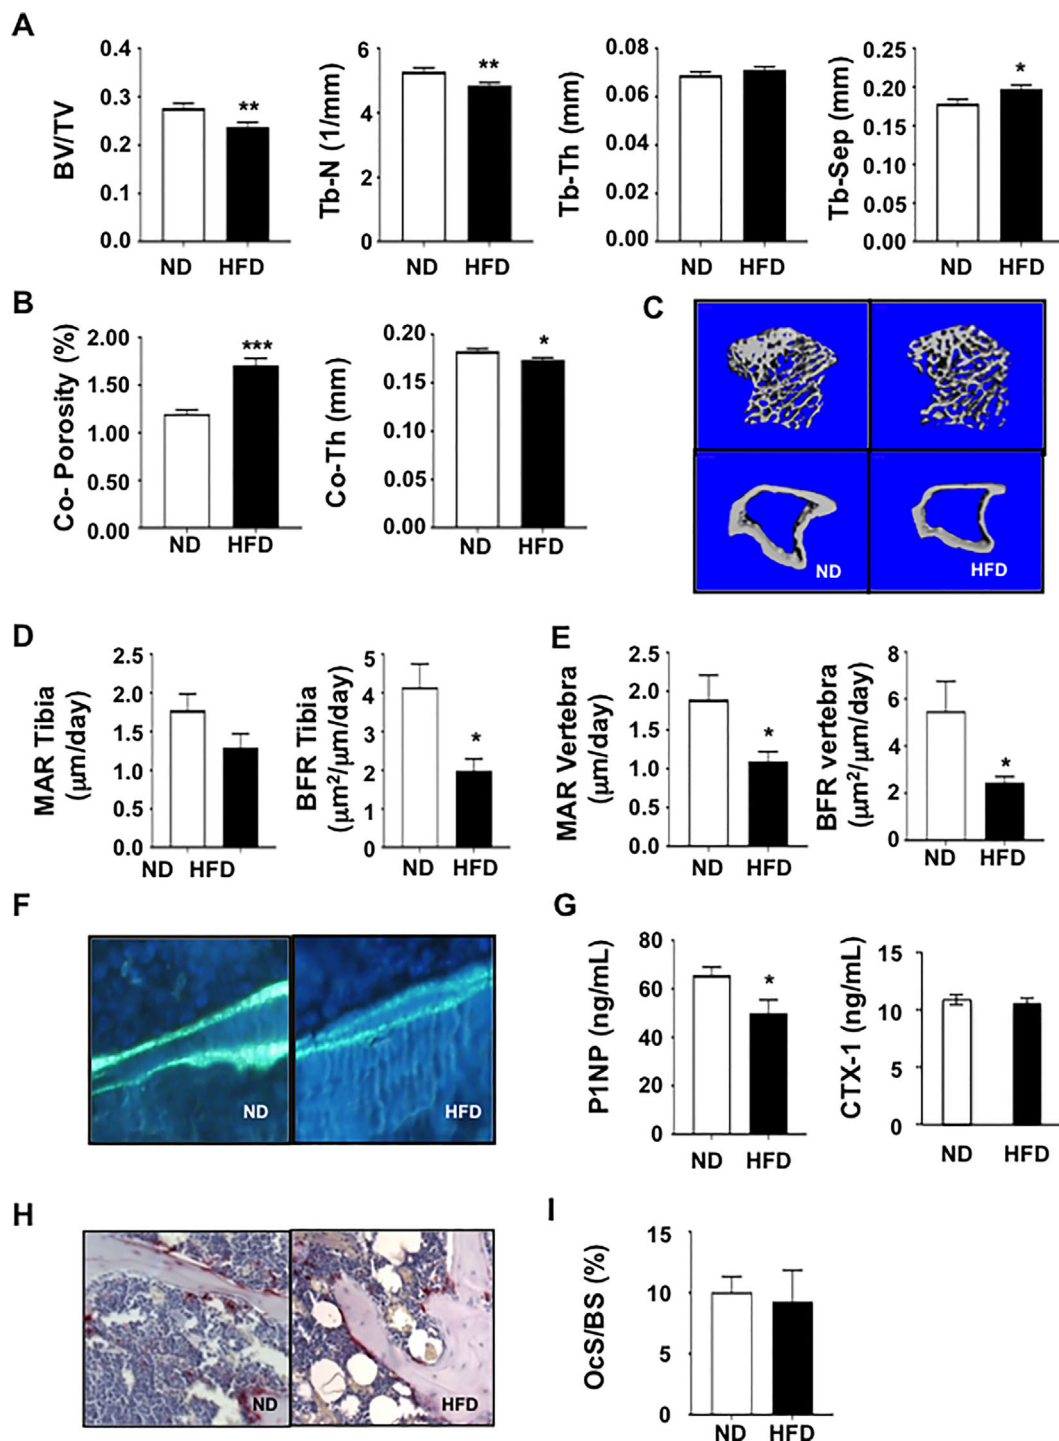 A
BV/TV
0.4
0.3
0.2
0.1
0.0
**
ND HFD
Tb-N (1/mm)
6
4
2
0
**
ND HFD
Tb-Th (mm)
0.08
0.06
0.04
0.02
0.00
ND HFD
Tb-Sep (mm)
0.25
0.20
0.15
0.10
0.05
0.00
*
ND HFD
B
Co- Porosity (%)
2.00
1.50
1.00
0.50
0.00
***
ND HFD
Co-Th (mm)
0.20
0.15
0.10
0.05
0.00
*
ND HFD
C
ND
HFD
D
MAR Tibia
(μm/day)
2.5
2.0
1.5
1.0
0.5
0.0
ND HFD
BFR Tibia
(μm²/μm/day)
5
4
3
2
1
0
*
ND HFD
E
MAR Vertebra
(μm/day)
2.5
2.0
1.5
1.0
0.5
0.0
*
ND HFD
BFR vertebra
(μm²/μm/day)
8
6
4
2
0
*
ND HFD
F
ND
HFD
G
P1NP (ng/mL)
80
60
40
60
20
0
*
ND HFD
CTX-1 (ng/mL)
15
10
5
0
ND HFD
H
ND
HFD
I
OcS/BS (%)
15
10
5
0
ND HFD